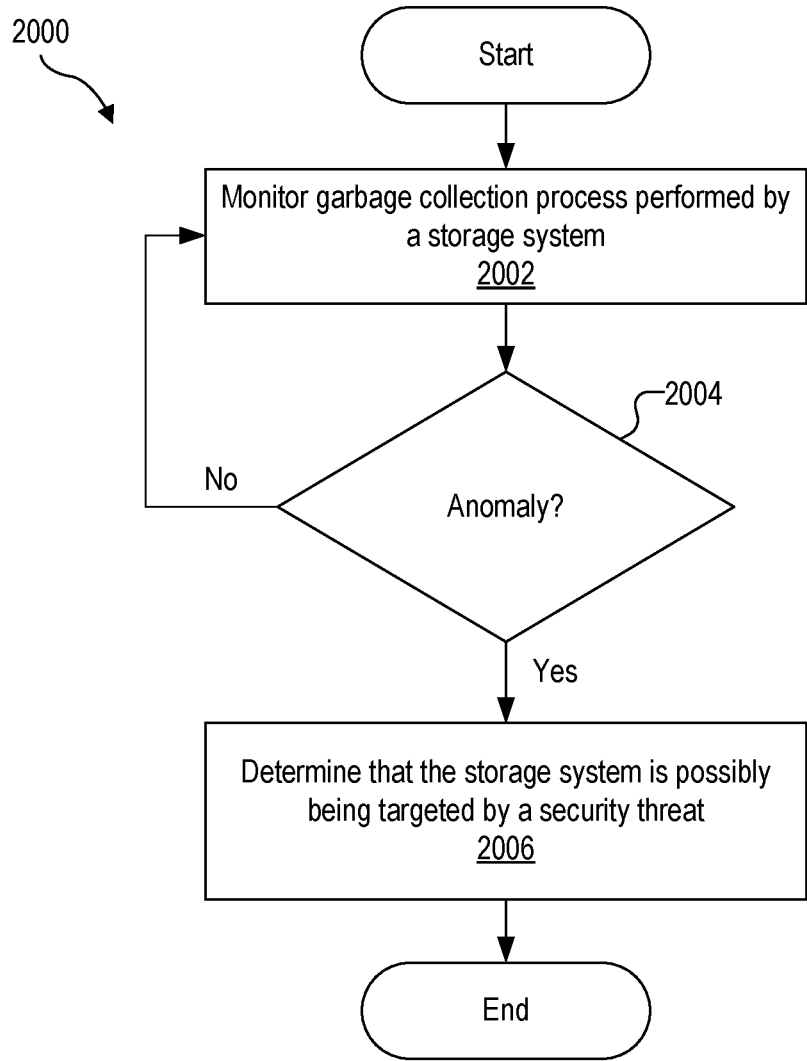 2000
Start
Monitor garbage collection process performed by
a storage system
2002
2004
Anomaly?
No
Yes
Determine that the storage system is possibly
being targeted by a security threat
2006
End